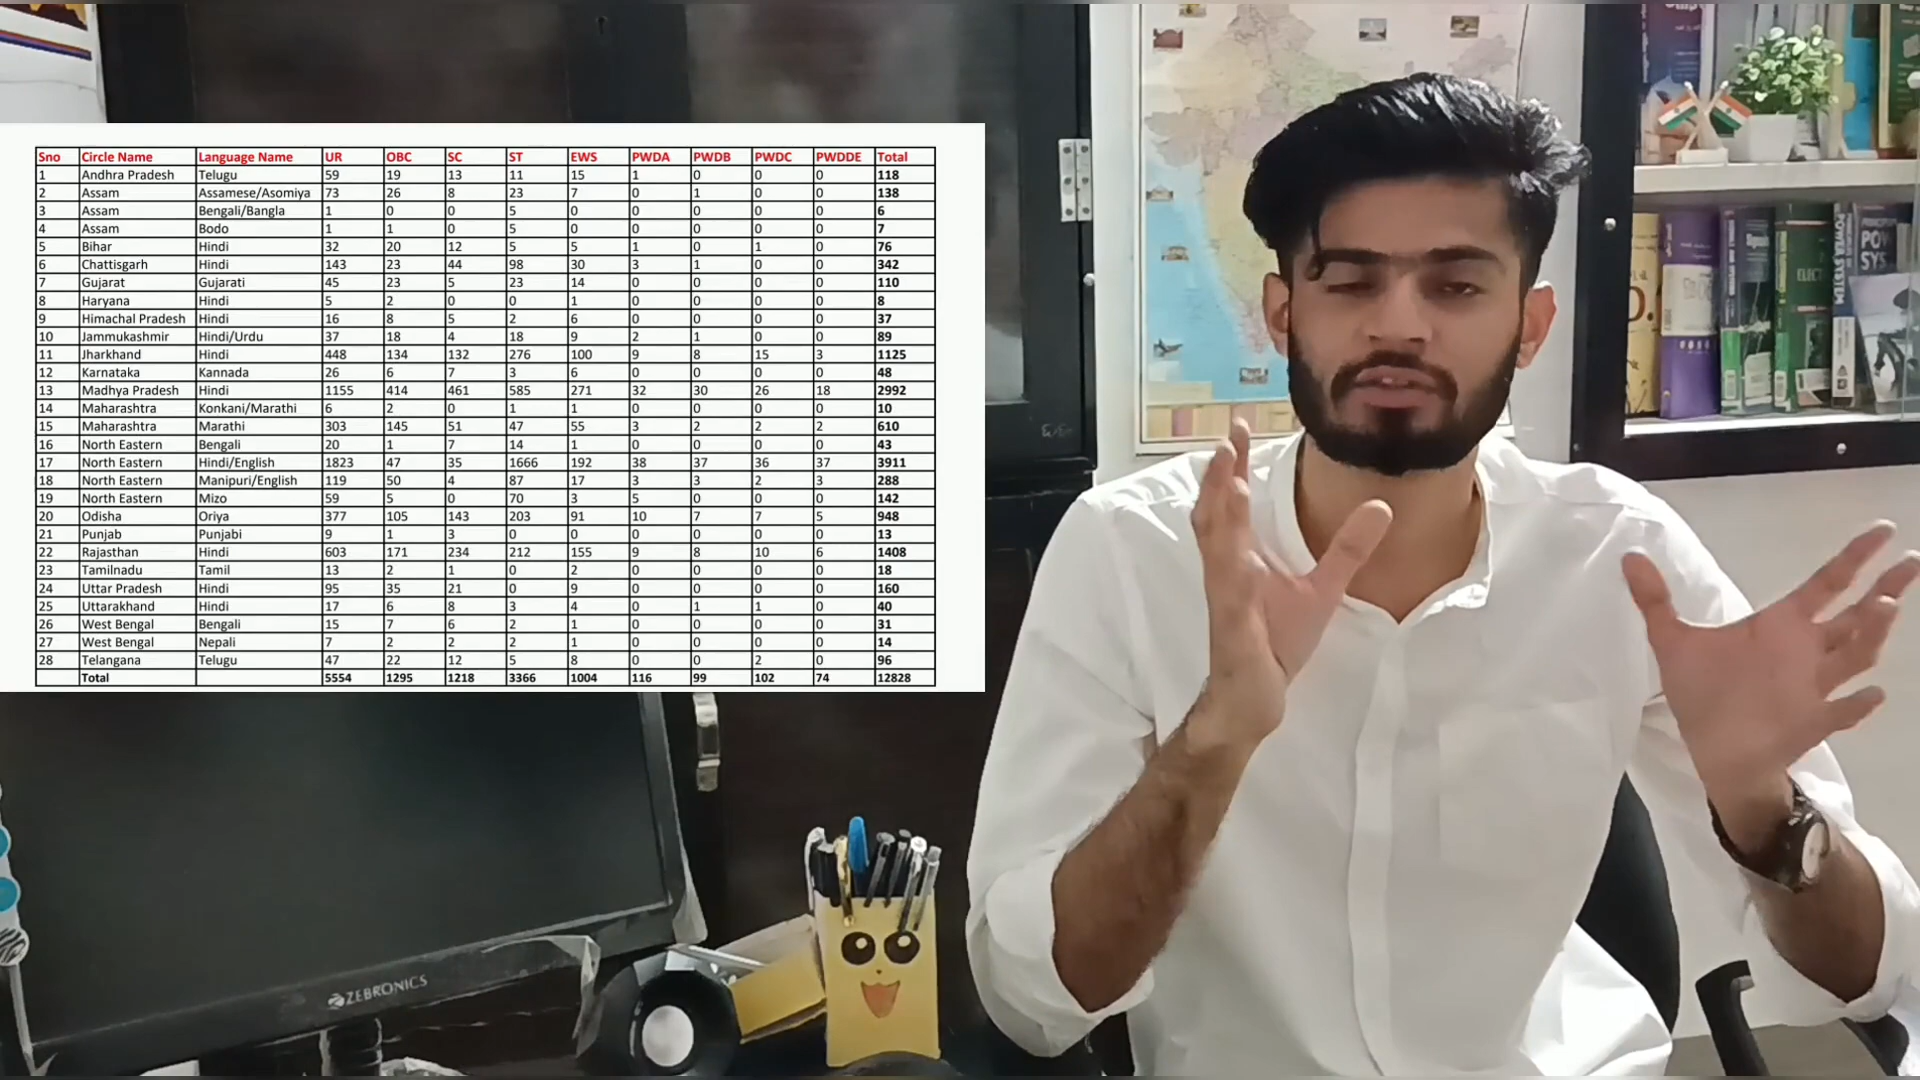 Sno Circle Name Language Name UR OBC SC ST EWS PWDA PWDB PWDC PWDDE Total
1 Andhra Pradesh Telugu 59 19 13 11 15 1 0 0 0 118
2 Assam Assamese/Asomiya 73 26 8 23 7 0 1 0 0 138
3 Assam Bengali/Bangla 1 0 0 5 0 0 0 0 0 6
4 Assam Bodo 1 1 0 5 0 0 0 0 0 7
5 Bihar Hindi 32 20 12 5 5 1 0 1 0 76
6 Chattisgarh Hindi 143 23 44 98 30 3 1 0 0 342
7 Gujarat Gujarati 45 23 5 23 14 0 0 0 0 110
8 Haryana Hindi 5 2 0 0 1 0 0 0 0 8
9 Himachal Pradesh Hindi 16 8 5 2 6 0 0 0 0 37
10 Jammukashmir Hindi/Urdu 37 18 4 18 9 2 1 0 0 89
11 Jharkhand Hindi 448 134 132 276 100 9 8 15 3 1125
12 Karnataka Kannada 26 6 7 3 6 0 0 0 0 48
13 Madhya Pradesh Hindi 1155 414 461 585 271 32 30 26 18 2992
14 Maharashtra Konkani/Marathi 6 2 0 1 1 0 0 0 0 10
15 Maharashtra Marathi 303 145 51 47 55 3 2 2 2 610
16 North Eastern Bengali 20 1 7 14 1 0 0 0 0 43
17 North Eastern Hindi/English 1823 47 35 1666 192 38 37 36 37 3911
18 North Eastern Manipuri/English 119 50 4 87 17 3 3 2 3 288
19 North Eastern Mizo 59 5 0 70 3 5 0 0 0 142
20 Odisha Oriya 377 105 143 203 91 10 7 7 5 948
21 Punjab Punjabi 9 1 3 0 0 0 0 0 0 13
22 Rajasthan Hindi 603 171 234 212 155 9 8 10 6 1408
23 Tamilnadu Tamil 13 2 1 0 2 0 0 0 0 18
24 Uttar Pradesh Hindi 95 35 21 0 9 0 0 0 0 160
25 Uttarakhand Hindi 17 6 8 3 4 0 1 1 0 40
26 West Bengal Bengali 15 7 6 2 1 0 0 0 0 31
27 West Bengal Nepali 7 2 2 2 1 0 0 0 0 14
28 Telangana Telugu 47 22 12 5 8 0 0 2 0 96
Total 5554 1295 1218 3366 1004 116 99 102 74 12828
ZEBRONICS
POWER SYSTEM